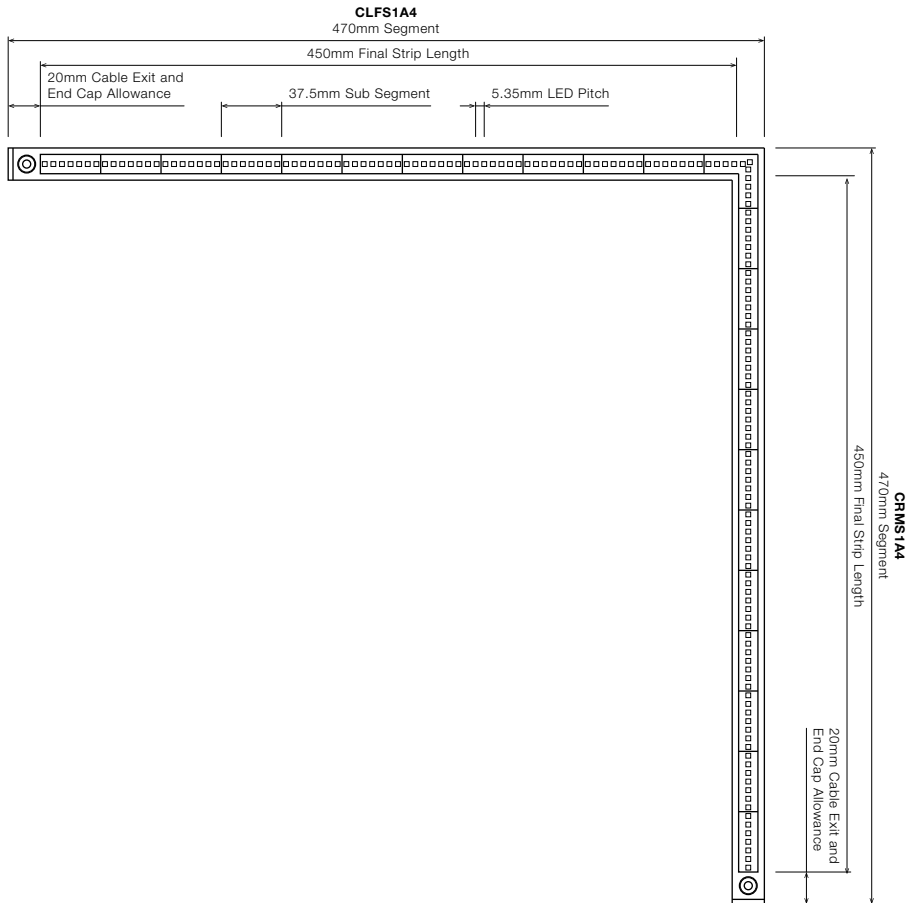 CLFS1A4
470mm Segment
450mm Final Strip Length
20mm Cable Exit and
End Cap Allowance
37.5mm Sub Segment
5.35mm LED Pitch
CRMS1A4
470mm Segment
450mm Final Strip Length
20mm Cable Exit and
End Cap Allowance